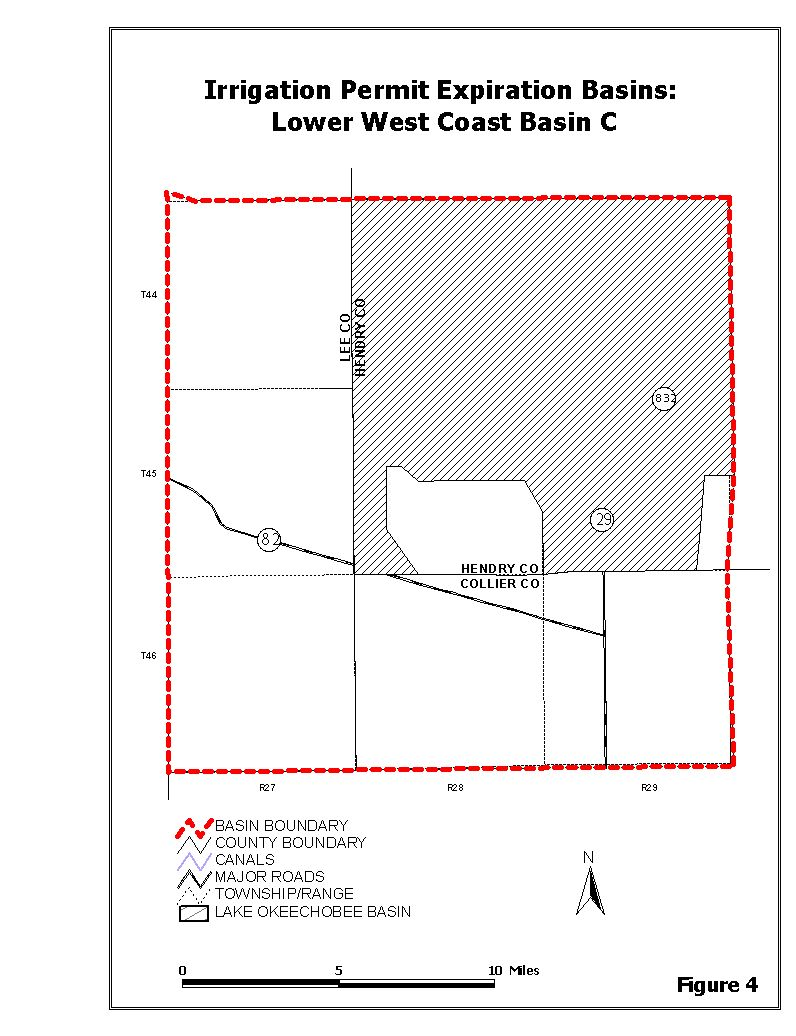 Irrigation Permit Expiration Basins:
Lower West Coast Basin C
T44
LEE CO
HENDRY CO
832
T45
29
82
HENDRY CO
COLLIER CO
T46
R27
R28
R29
BASIN BOUNDARY
COUNTY BOUNDARY
CANALS
MAJOR ROADS
TOWNSHIP/RANGE
LAKE OKEECHOBEE BASIN
N
0 5 10 Miles
Figure 4